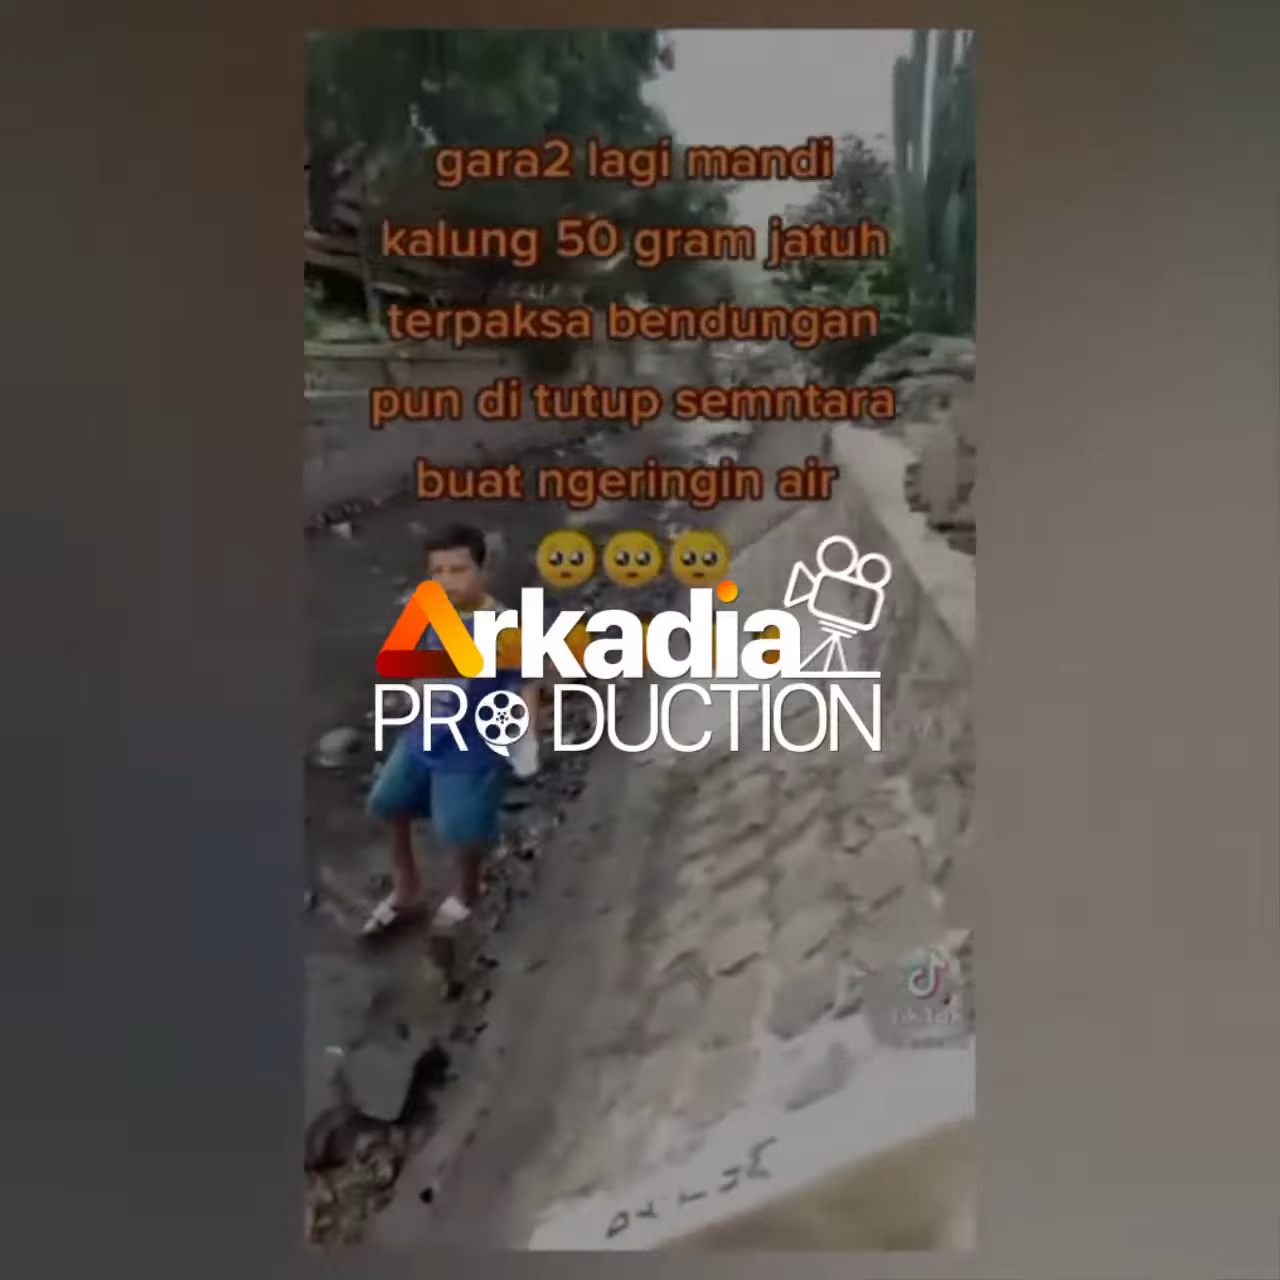 gara2 lagi mandi
kalung 50 gram jatuh
terpaksa bendungan
pun di tutup semntara
buat ngeringin air
Arkadia
PRODUCTION
TikTok